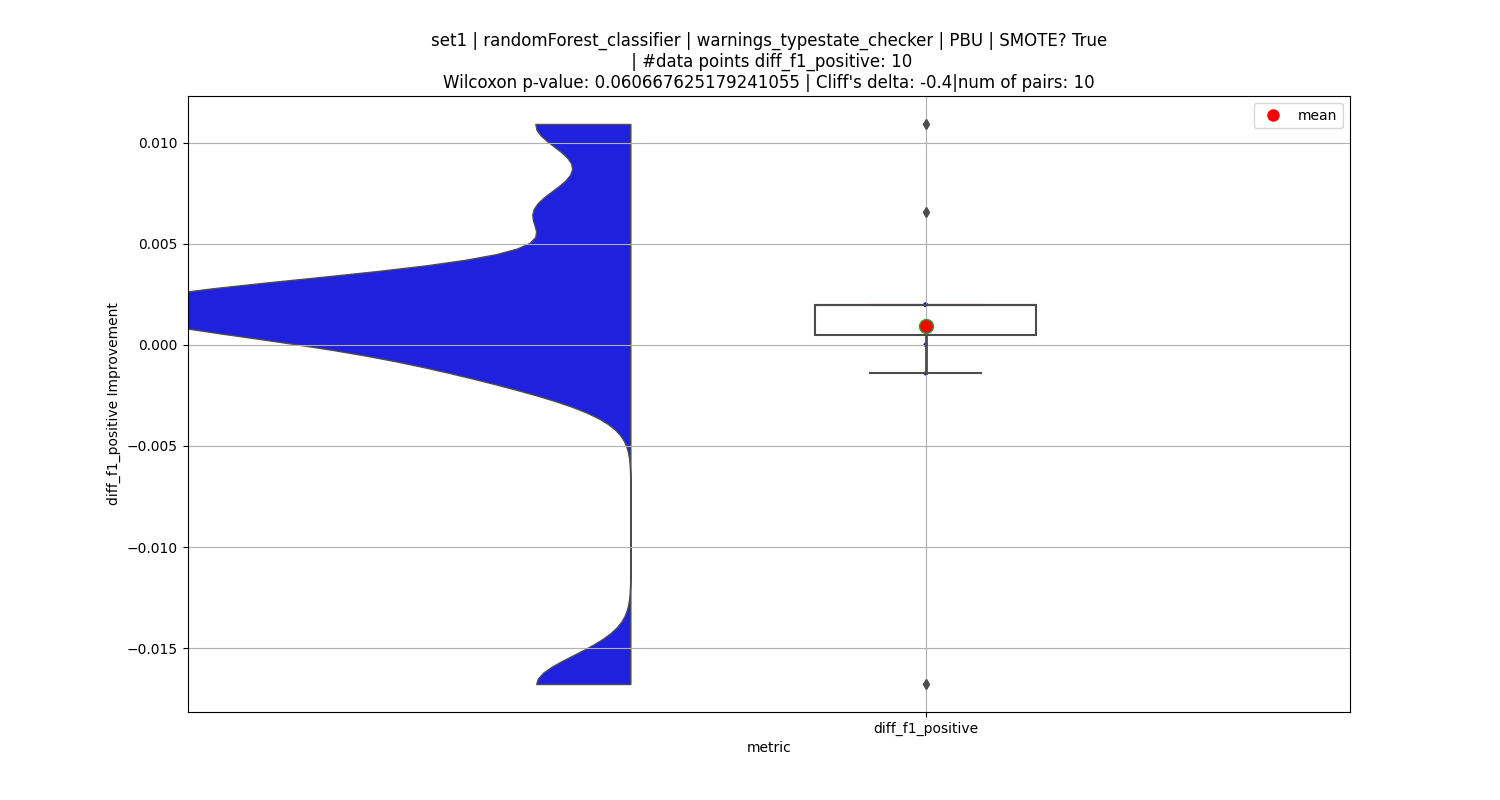 set1 | randomForest_classifier | warnings_typestate_checker | PBU | SMOTE? True
| #data points diff_f1_positive: 10
Wilcoxon p-value: 0.060667625179241055 | Cliff's delta: -0.4|num of pairs: 10
mean
0.010
0.005
0.000
−0.005
−0.010
−0.015
diff_f1_positive Improvement
diff_f1_positive
metric